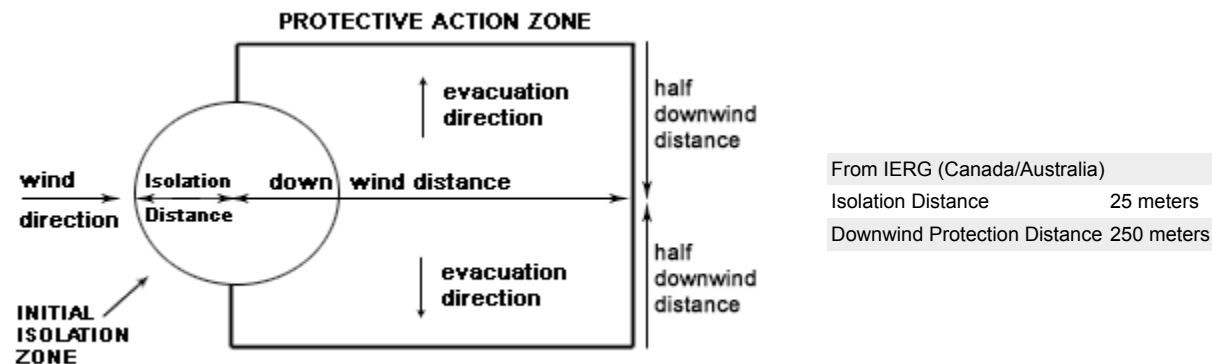 PROTECTIVE ACTION ZONE
evacuation
direction
half
downwind
distance
wind
direction
Isolation
Distance
down wind distance
evacuation
direction
half
downwind
distance
INITIAL
ISOLATION
ZONE
From IERG (Canada/Australia)
Isolation Distance 25 meters
Downwind Protection Distance 250 meters